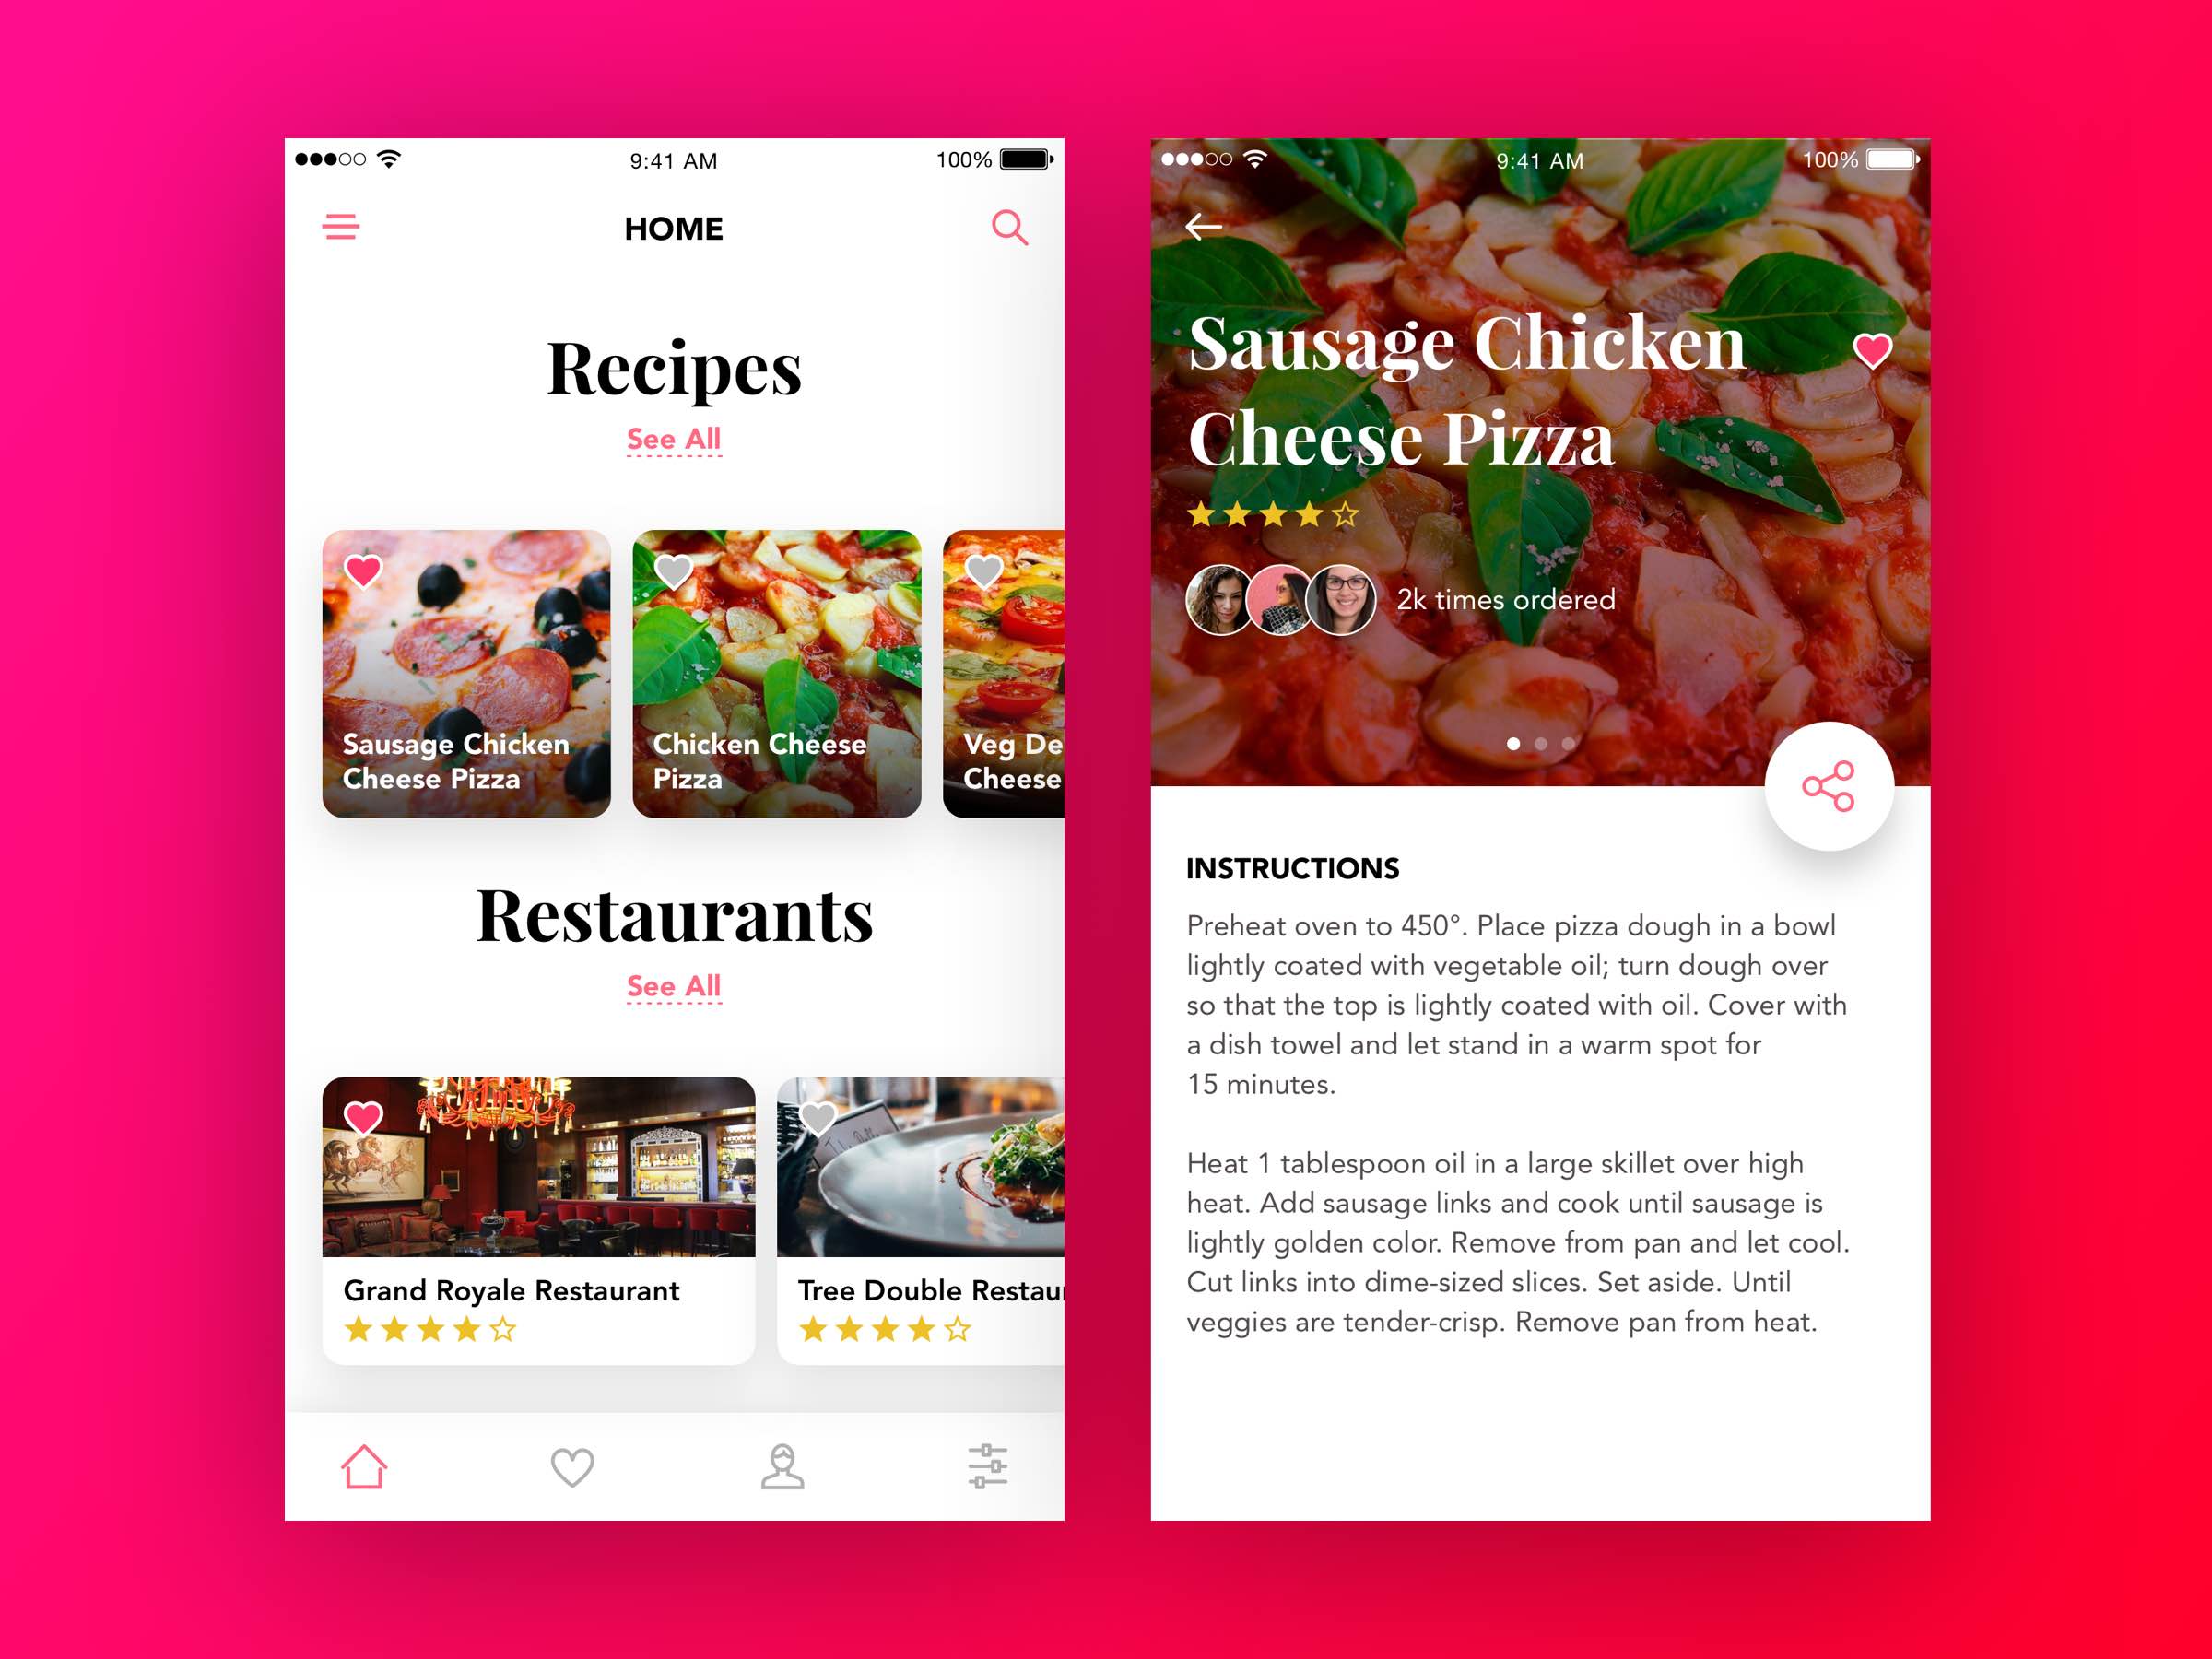 9:41 AM
100%
HOME
Recipes
See All
Sausage Chicken
Cheese Pizza
Chicken Cheese
Pizza
Veg De
Cheese
Restaurants
See All
Grand Royale Restaurant
Tree Double Restau
9:41 AM
100%
Sausage Chicken
Cheese Pizza
2k times ordered
INSTRUCTIONS
Preheat oven to 450°. Place pizza dough in a bowl
lightly coated with vegetable oil; turn dough over
so that the top is lightly coated with oil. Cover with
a dish towel and let stand in a warm spot for
15 minutes.
Heat 1 tablespoon oil in a large skillet over high
heat. Add sausage links and cook until sausage is
lightly golden color. Remove from pan and let cool.
Cut links into dime-sized slices. Set aside. Until
veggies are tender-crisp. Remove pan from heat.